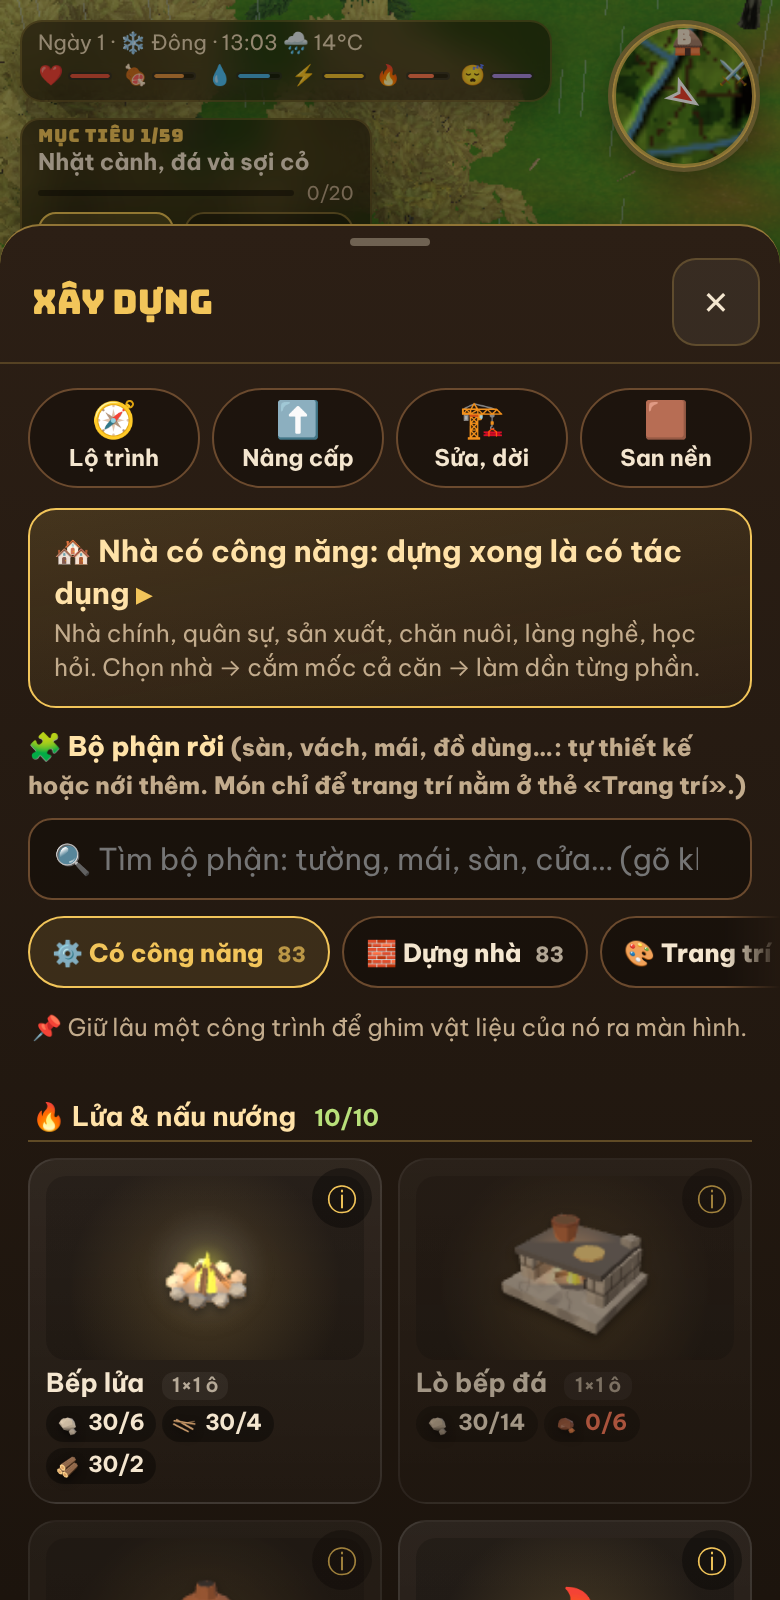 Ngày 1 · Đông · 13:03 14°C
MỤC TIÊU 1/59
Nhặt cành, đá và sợi cỏ
0/20
XÂY DỰNG
×
Lộ trình
Nâng cấp
Sửa, dời
San nền
Nhà có công năng: dựng xong là có tác
dụng ▸
Nhà chính, quân sự, sản xuất, chăn nuôi, làng nghề, học
hỏi. Chọn nhà → cắm mốc cả căn → làm dần từng phần.
Bộ phận rời (sàn, vách, mái, đồ dùng…: tự thiết kế
hoặc nới thêm. Món chỉ để trang trí nằm ở thẻ «Trang trí».)
Tìm bộ phận: tường, mái, sàn, cửa… (gõ k
Có công năng 83
Dựng nhà 83
Trang trí
Giữ lâu một công trình để ghim vật liệu của nó ra màn hình.
Lửa & nấu nướng 10/10
Bếp lửa 1×1 ô
30/6 30/4
30/2
Lò bếp đá 1×1 ô
30/14 0/6